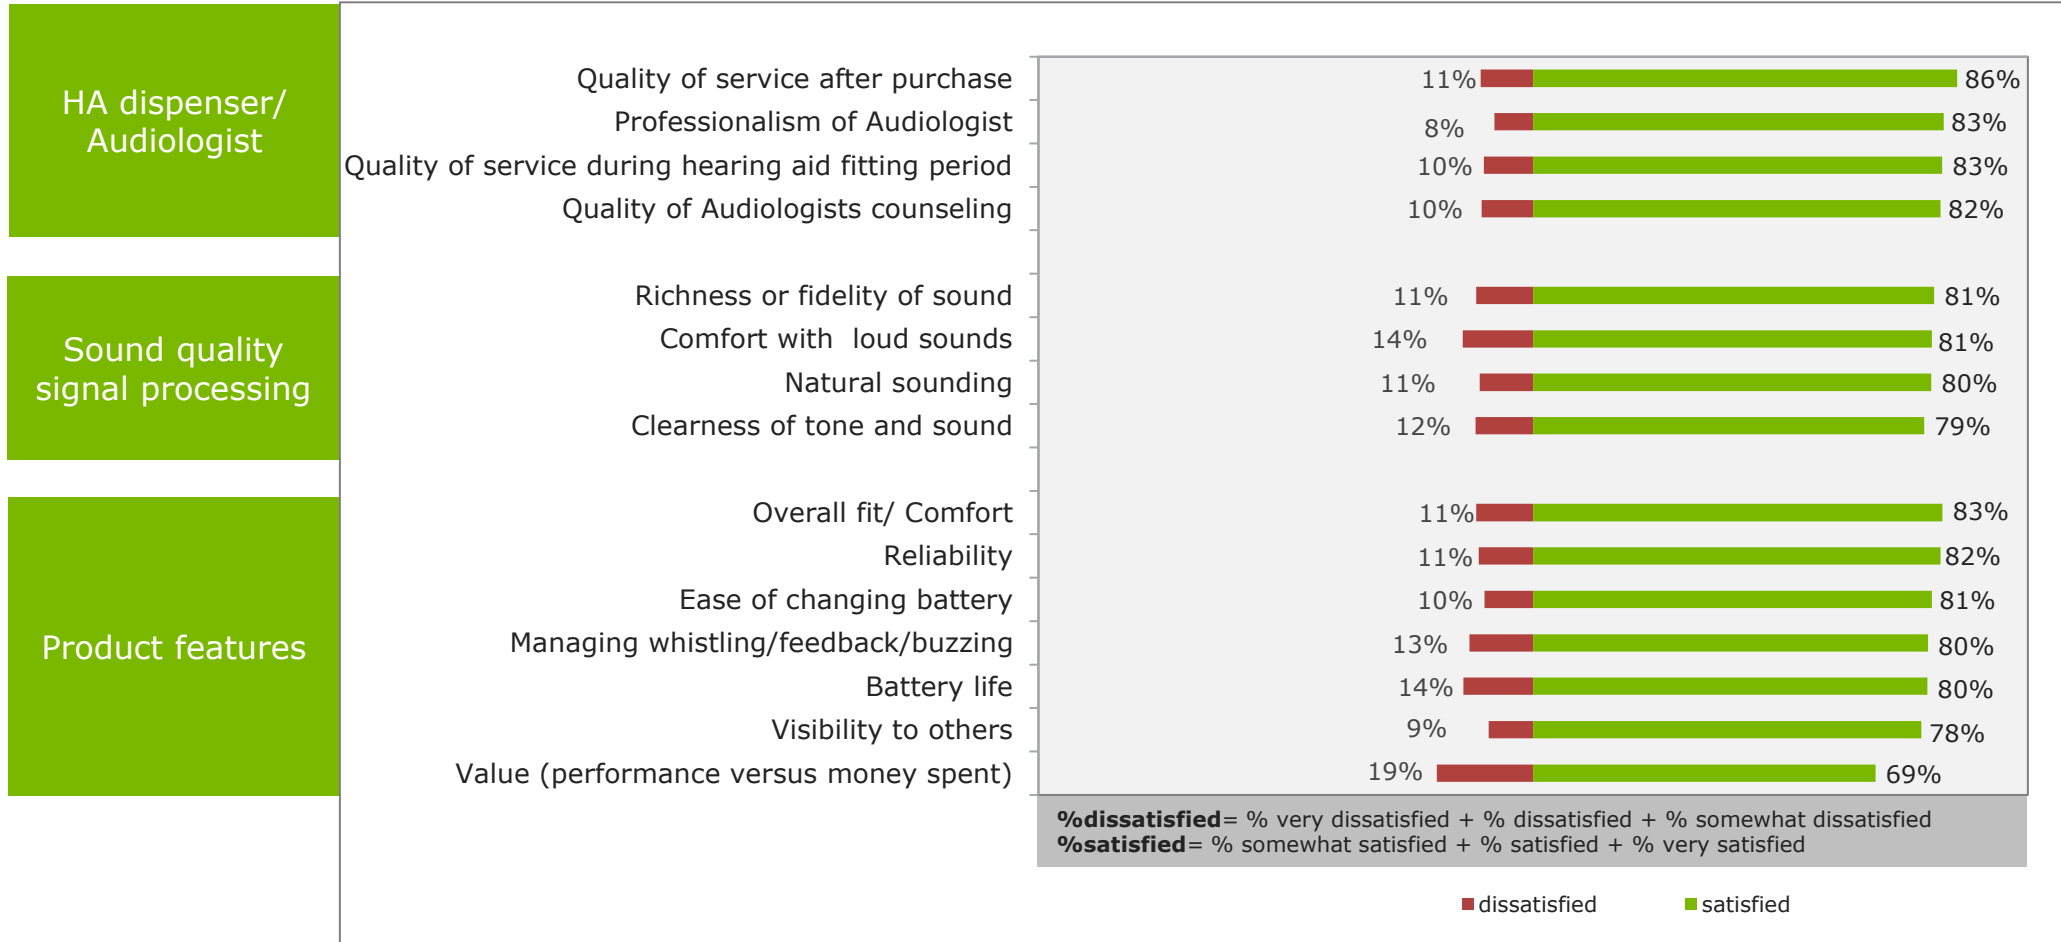 HA dispenser/
Audiologist
Quality of service after purchase 11% 86%
Professionalism of Audiologist 8% 83%
Quality of service during hearing aid fitting period 10% 83%
Quality of Audiologists counseling 10% 82%
Sound quality
signal processing
Richness or fidelity of sound 11% 81%
Comfort with  loud sounds 14% 81%
Natural sounding 11% 80%
Clearness of tone and sound 12% 79%
Product features
Overall fit/ Comfort 11% 83%
Reliability 11% 82%
Ease of changing battery 10% 81%
Managing whistling/feedback/buzzing 13% 80%
Battery life 14% 80%
Visibility to others 9% 78%
Value (performance versus money spent) 19% 69%
%dissatisfied= % very dissatisfied + % dissatisfied + % somewhat dissatisfied
%satisfied= % somewhat satisfied + % satisfied + % very satisfied
dissatisfied satisfied